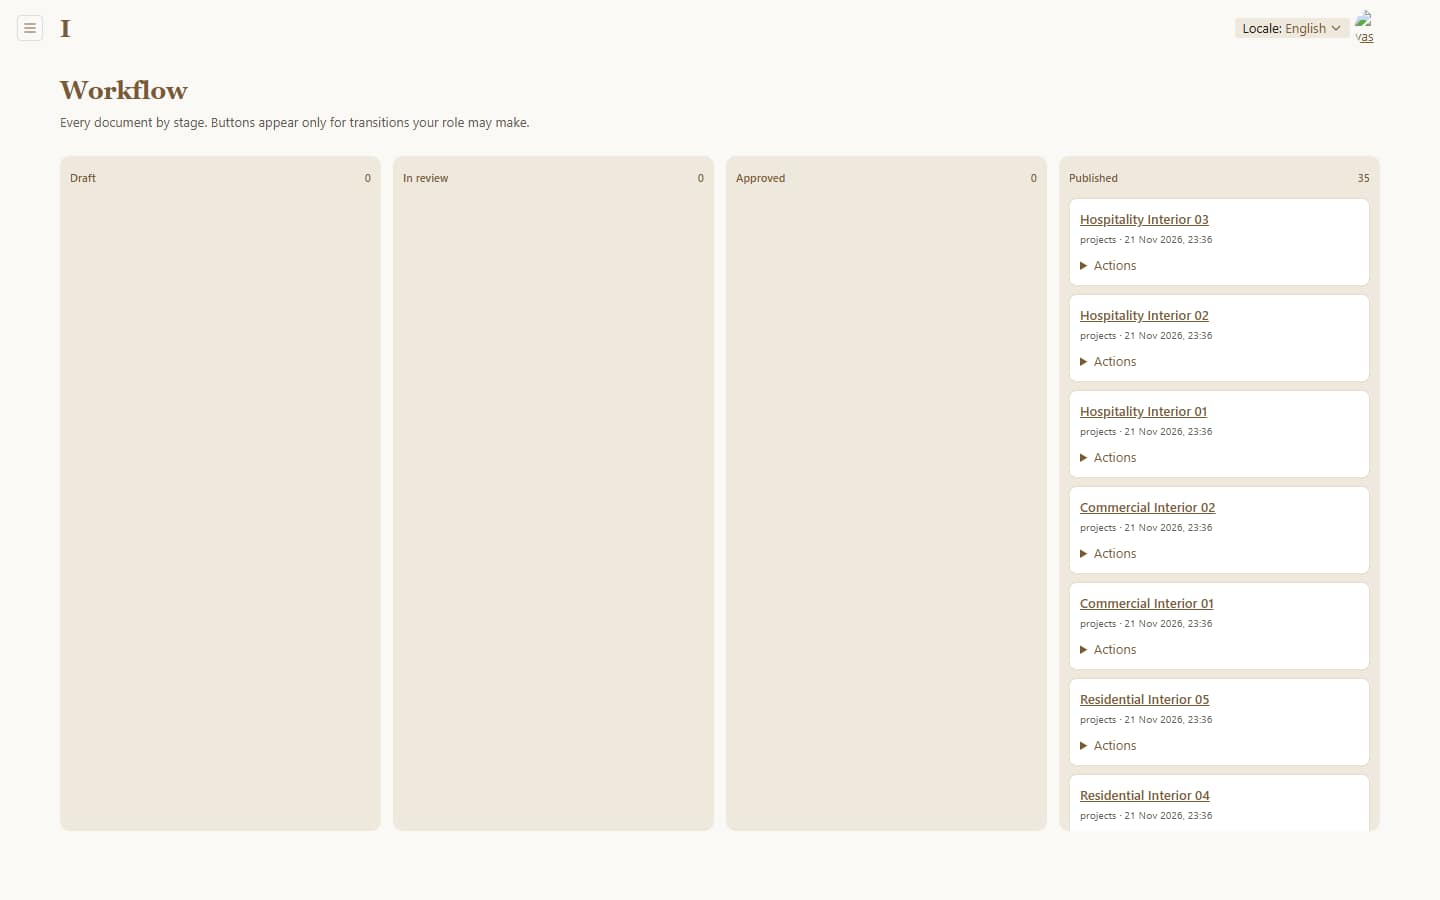 I
Locale: English
vas
Workflow
Every document by stage. Buttons appear only for transitions your role may make.
Draft 0
In review 0
Approved 0
Published 35
Hospitality Interior 03
projects · 21 Nov 2026, 23:36
Actions
Hospitality Interior 02
projects · 21 Nov 2026, 23:36
Actions
Hospitality Interior 01
projects · 21 Nov 2026, 23:36
Actions
Commercial Interior 02
projects · 21 Nov 2026, 23:36
Actions
Commercial Interior 01
projects · 21 Nov 2026, 23:36
Actions
Residential Interior 05
projects · 21 Nov 2026, 23:36
Actions
Residential Interior 04
projects · 21 Nov 2026, 23:36